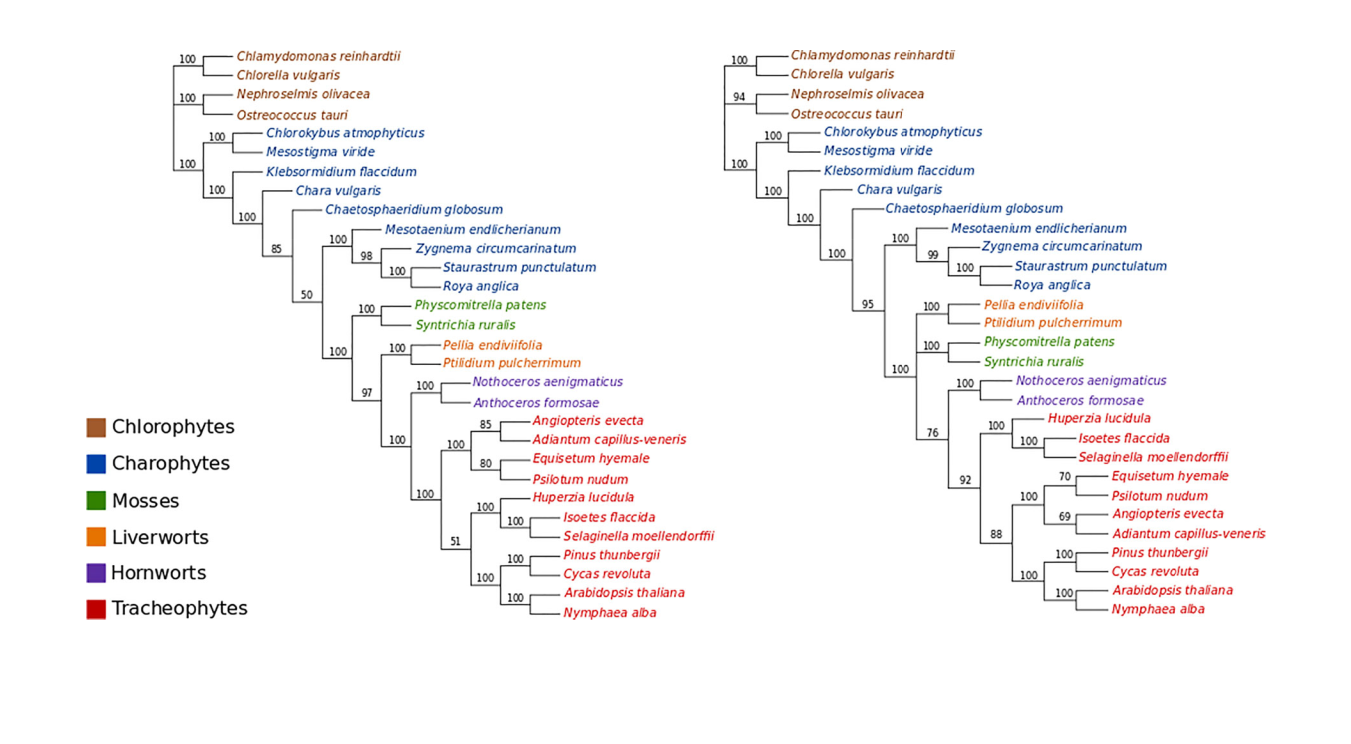 100
Chlamydomonas reinhardtii
Chlorella vulgaris
100
Nephroselmis olivacea
Ostreococcus tauri
100
100
Chlorokybus atmophyticus
Mesostigma viride
100
Klebsormidium flaccidum
100
Chara vulgaris
85
Chaetosphaeridium globosum
50
100
Mesotaenium endlicherianum
98
Zygnema circumcarinatum
100
Staurastrum punctulatum
Roya anglica
100
100
Physcomitrella patens
Syntrichia ruralis
97
100
Pellia endiviifolia
Ptilidium pulcherrimum
100
100
Nothoceros aenigmaticus
Anthoceros formosae
100
100
85
Angiopteris evecta
Adiantum capillus-veneris
80
Equisetum hyemale
Psilotum nudum
51
100
Huperzia lucidula
100
Isoetes flaccida
Selaginella moellendorffii
100
100
Pinus thunbergii
Cycas revoluta
100
Arabidopsis thaliana
Nymphaea alba
100
Chlamydomonas reinhardtii
Chlorella vulgaris
94
Nephroselmis olivacea
Ostreococcus tauri
100
100
Chlorokybus atmophyticus
Mesostigma viride
100
Klebsormidium flaccidum
100
Chara vulgaris
100
Chaetosphaeridium globosum
95
100
Mesotaenium endlicherianum
99
Zygnema circumcarinatum
100
Staurastrum punctulatum
Roya anglica
100
100
Pellia endiviifolia
Ptilidium pulcherrimum
100
Physcomitrella patens
Syntrichia ruralis
76
100
Nothoceros aenigmaticus
Anthoceros formosae
92
100
Huperzia lucidula
100
Isoetes flaccida
Selaginella moellendorffii
88
100
70
Equisetum hyemale
Psilotum nudum
69
Angiopteris evecta
Adiantum capillus-veneris
100
100
Pinus thunbergii
Cycas revoluta
100
Arabidopsis thaliana
Nymphaea alba
Chlorophytes
Charophytes
Mosses
Liverworts
Hornworts
Tracheophytes